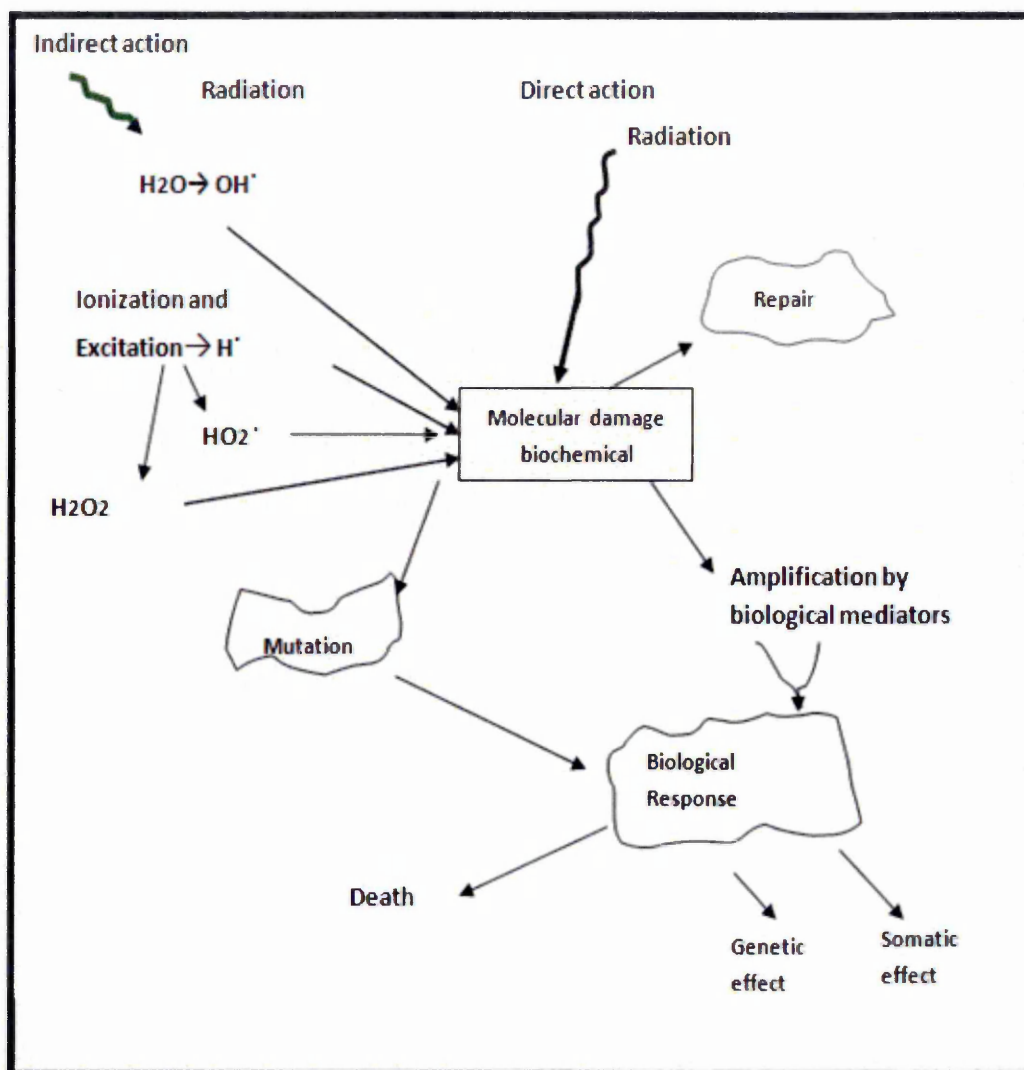 Indirect action
Radiation
Direct action
Radiation
H2O→OH˙
Ionization and
Excitation→H˙
Repair
HO2˙
Molecular damage
biochemical
H2O2
Amplification by
biological mediators
Mutation
Biological
Response
Death
Genetic
effect
Somatic
effect